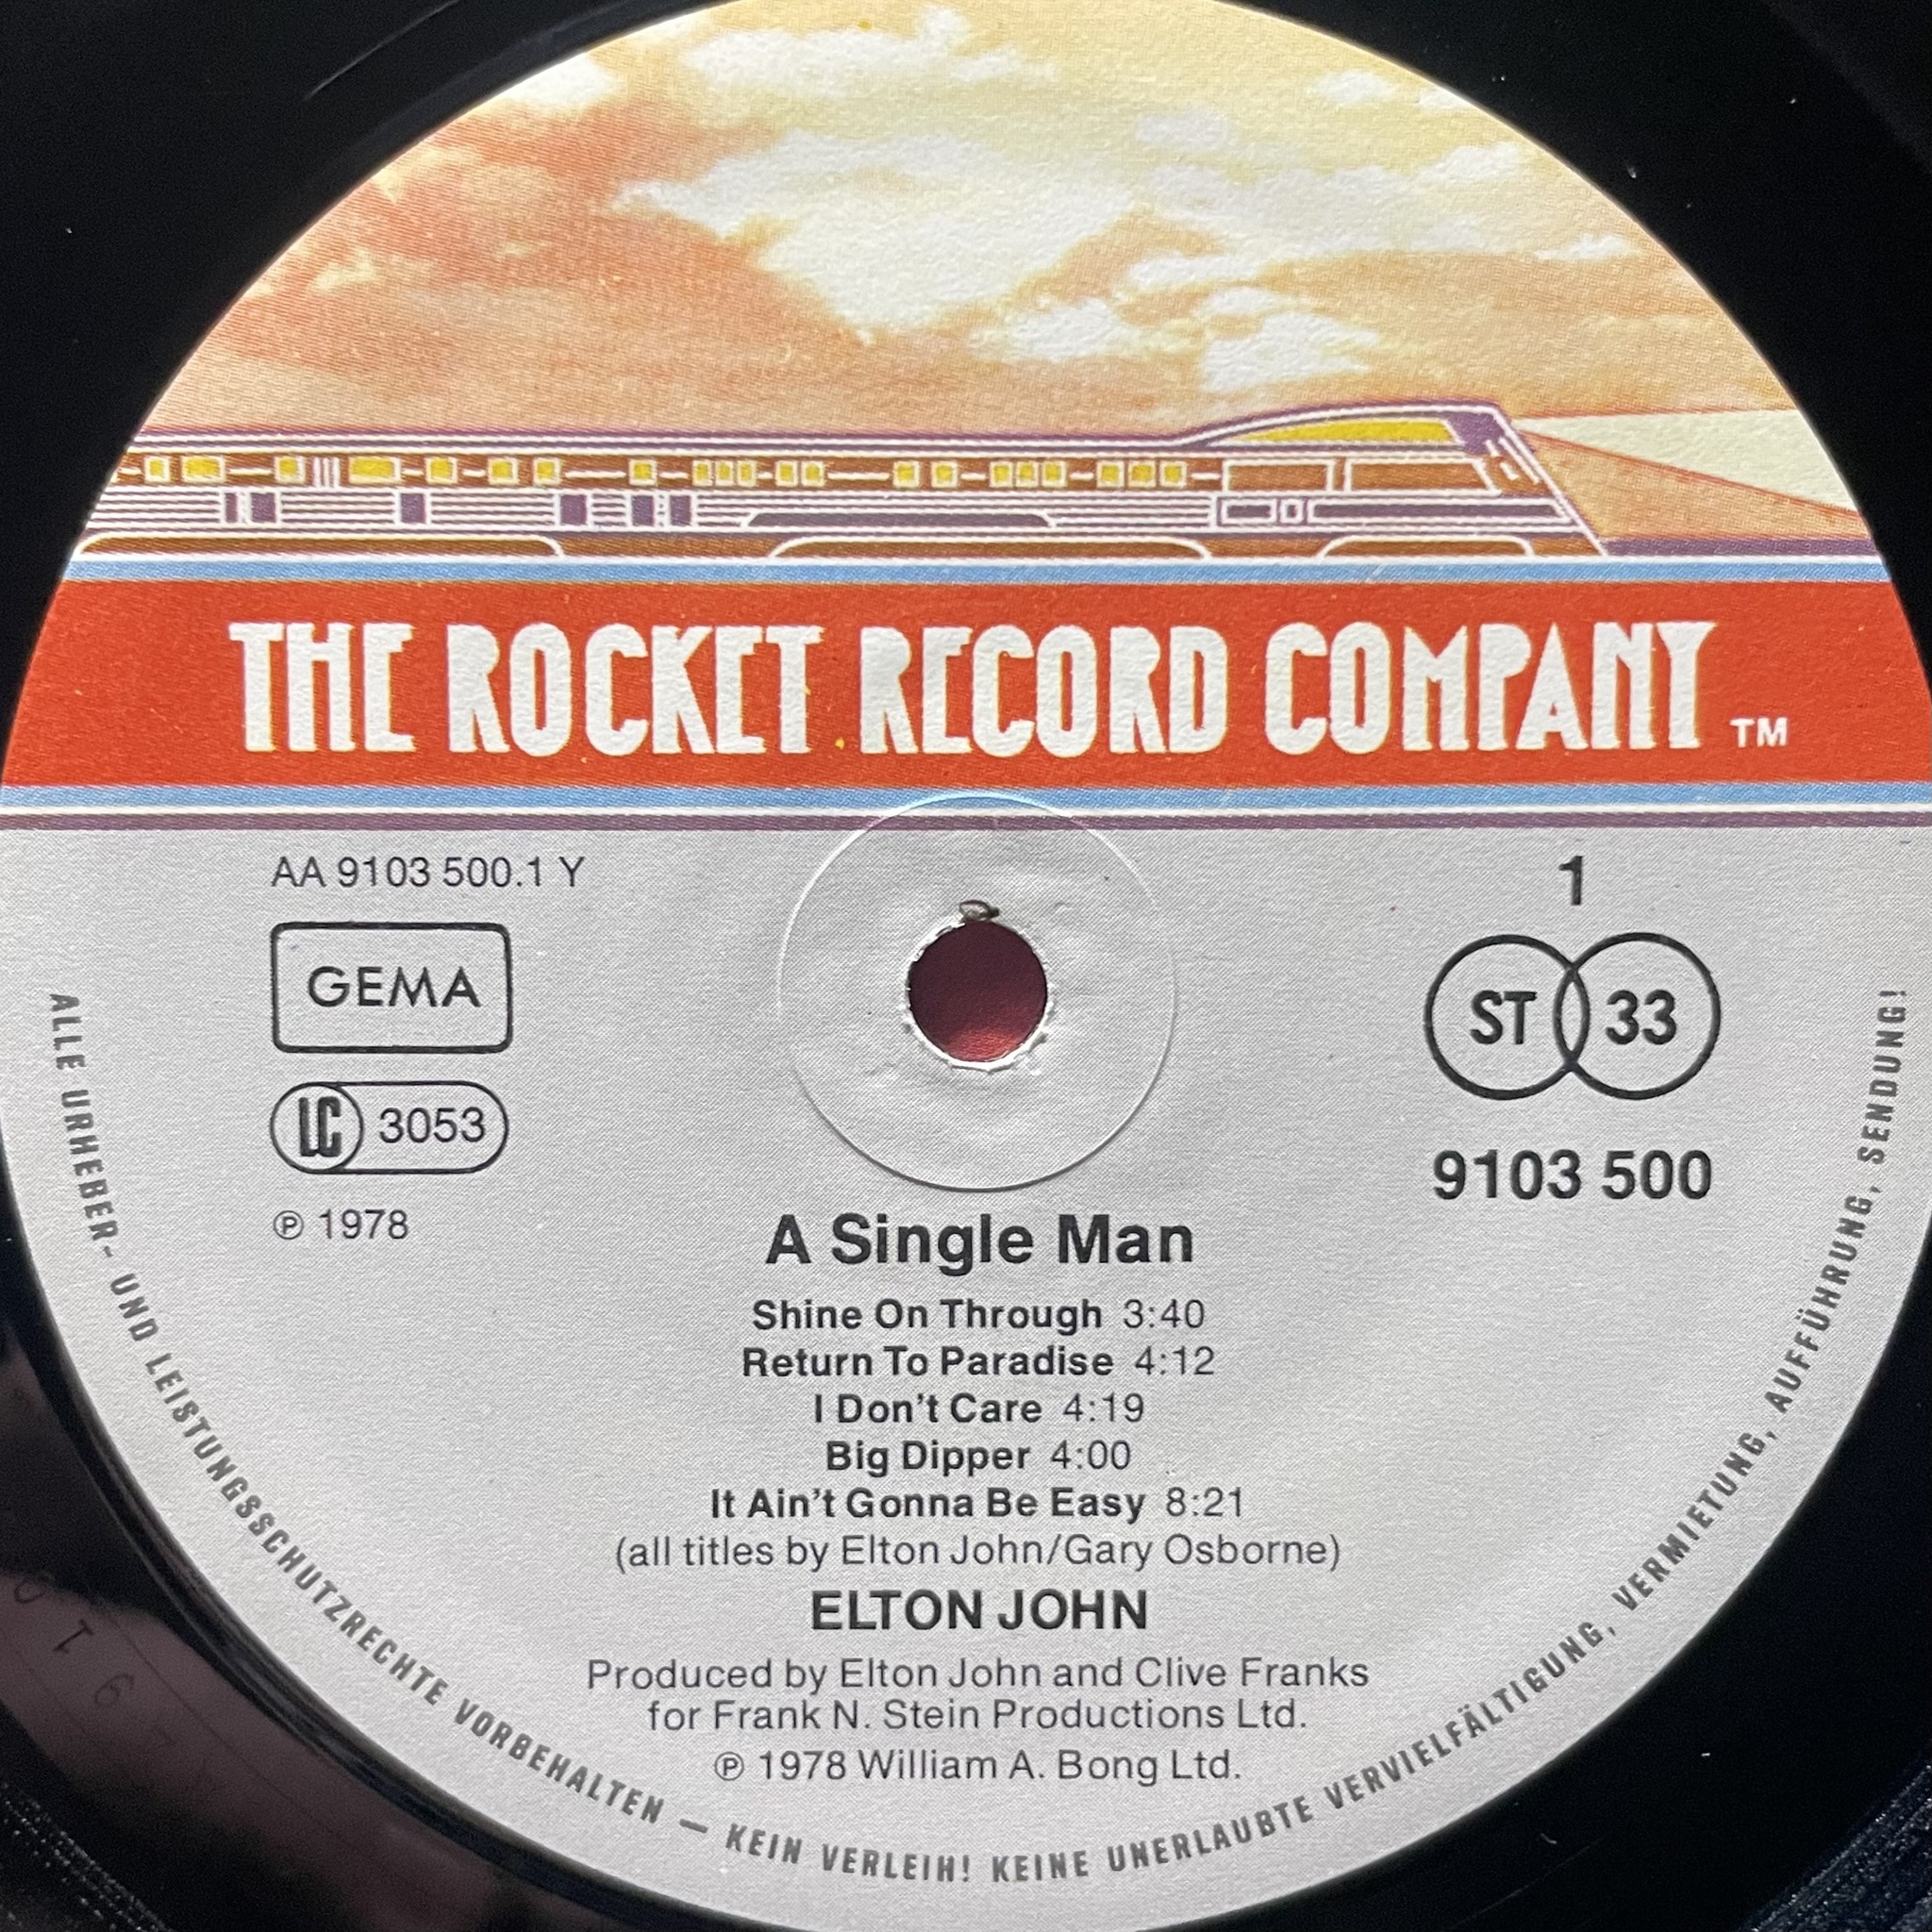 THE ROCKET RECORD COMPANY TM
AA 9103 500.1 Y
1
GEMA
ST 33
LC 3053
9103 500
℗ 1978
A Single Man
Shine On Through 3:40
Return To Paradise 4:12
I Don't Care 4:19
Big Dipper 4:00
It Ain't Gonna Be Easy 8:21
(all titles by Elton John/Gary Osborne)
ELTON JOHN
Produced by Elton John and Clive Franks
for Frank N. Stein Productions Ltd.
℗ 1978 William A. Bong Ltd.
ALLE URHEBER- UND LEISTUNGSSCHUTZRECHTE VORBEHALTEN – KEIN VERLEIH! KEINE UNERLAUBTE VERVIELFÄLTIGUNG, VERMIETUNG, AUFFÜHRUNG, SENDUNG!